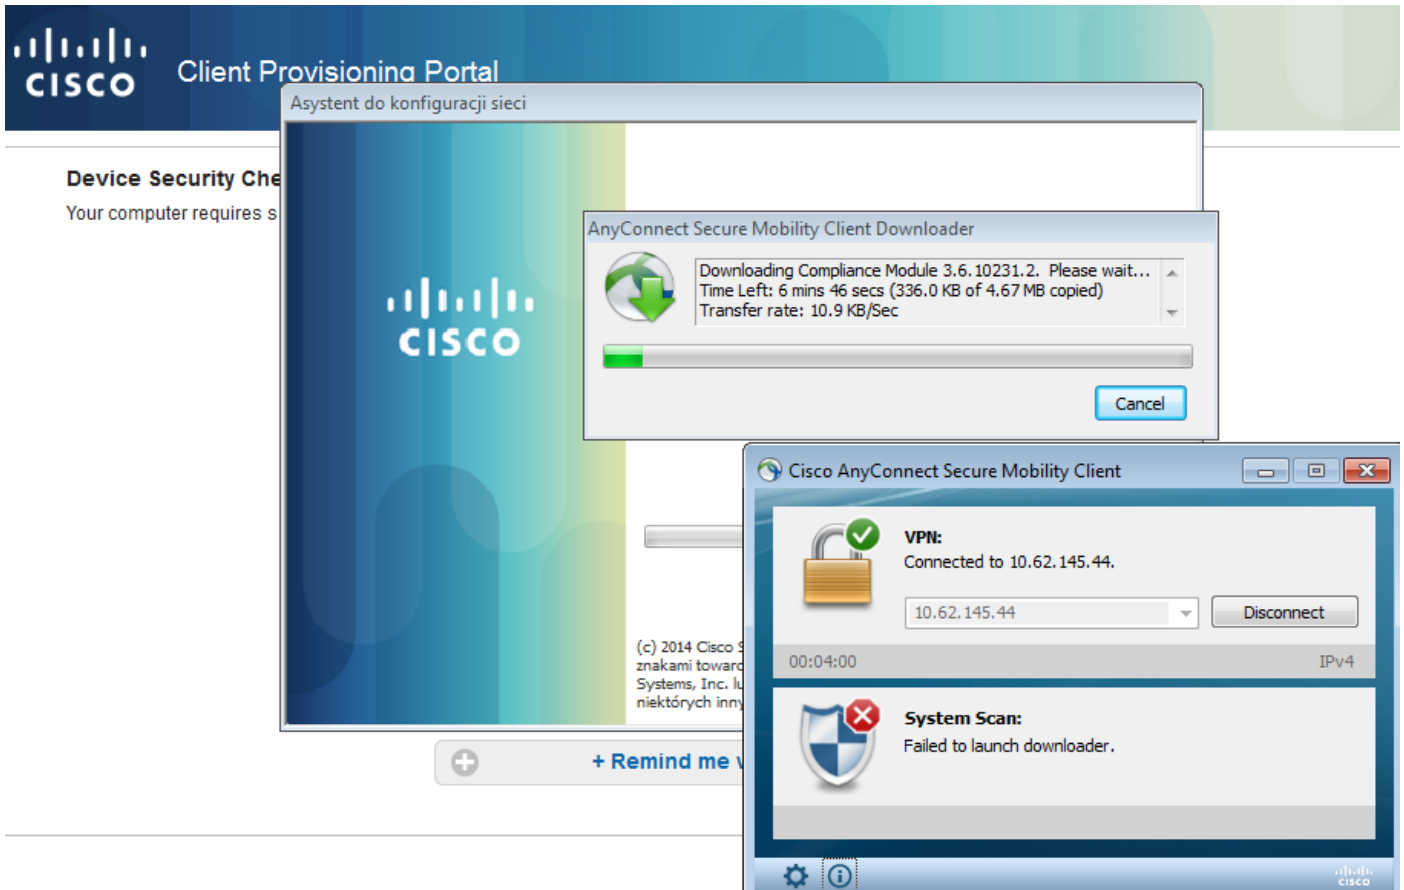 CISCO
Client Provisioning Portal
Asystent do konfiguracji sieci
Device Security Che
Your computer requires s
AnyConnect Secure Mobility Client Downloader
Downloading Compliance Module 3.6.10231.2. Please wait...
Time Left: 6 mins 46 secs (336.0 KB of 4.67 MB copied)
Transfer rate: 10.9 KB/Sec
Cancel
CISCO
Cisco AnyConnect Secure Mobility Client
VPN:
Connected to 10.62.145.44.
10.62.145.44
Disconnect
00:04:00
IPv4
(c) 2014 Cisco S
znakami towaro
Systems, Inc. lu
niektórych inny
System Scan:
Failed to launch downloader.
+ Remind me w
CISCO